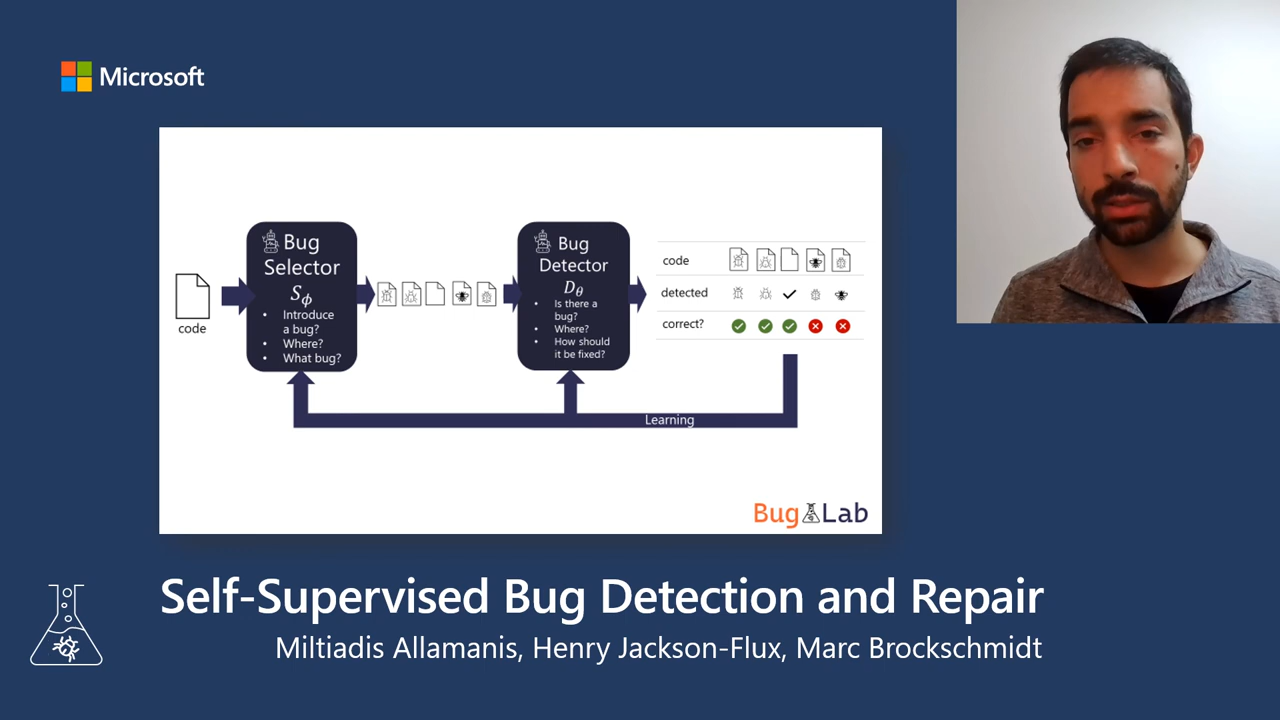 Microsoft
Bug
Selector
Sϕ
• Introduce
a bug?
• Where?
• What bug?
code
Bug
Detector
Dθ
• Is there a
bug?
• Where?
• How should
it be fixed?
code
detected
correct?
Learning
BugLab
Self-Supervised Bug Detection and Repair
Miltiadis Allamanis, Henry Jackson-Flux, Marc Brockschmidt